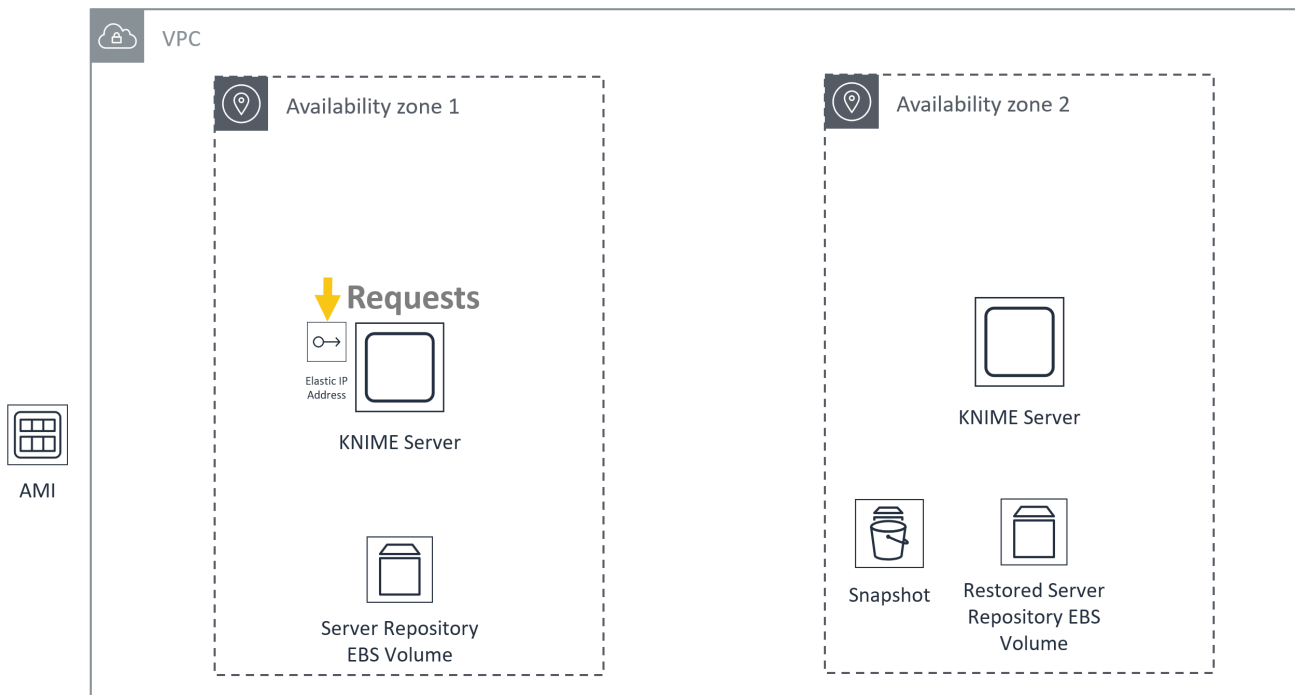 VPC
Availability zone 1
Availability zone 2
Requests
Elastic IP
Address
KNIME Server
KNIME Server
AMI
Server Repository
EBS Volume
Snapshot
Restored Server
Repository EBS
Volume